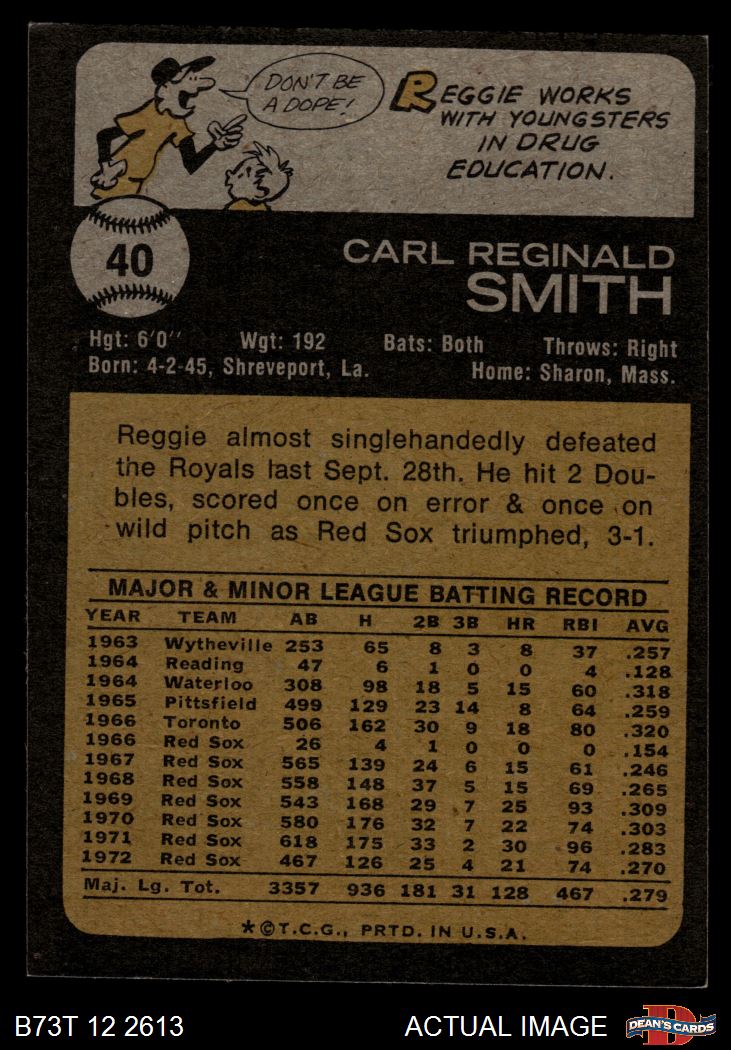 DON'T BE
A DOPE!
REGGIE WORKS
WITH YOUNGSTERS
IN DRUG
EDUCATION.
40
CARL REGINALD
SMITH
Hgt: 6'0" Wgt: 192 Bats: Both Throws: Right
Born: 4-2-45, Shreveport, La. Home: Sharon, Mass.
Reggie almost singlehandedly defeated
the Royals last Sept. 28th. He hit 2 Dou-
bles, scored once on error & once on
wild pitch as Red Sox triumphed, 3-1.
MAJOR & MINOR LEAGUE BATTING RECORD
YEAR TEAM AB H 2B 3B HR RBI AVG
1963 Wytheville 253 65 8 3 8 37 .257
1964 Reading 47 6 1 0 0 4 .128
1964 Waterloo 308 98 18 5 15 60 .318
1965 Pittsfield 499 129 23 14 8 64 .259
1966 Toronto 506 162 30 9 18 80 .320
1966 Red Sox 26 4 1 0 0 0 .154
1967 Red Sox 565 139 24 6 15 61 .246
1968 Red Sox 558 148 37 5 15 69 .265
1969 Red Sox 543 168 29 7 25 93 .309
1970 Red Sox 580 176 32 7 22 74 .303
1971 Red Sox 618 175 33 2 30 96 .283
1972 Red Sox 467 126 25 4 21 74 .270
Maj. Lg. Tot. 3357 936 181 31 128 467 .279
*©T.C.G., PRTD. IN U.S.A.
B73T 12 2613 ACTUAL IMAGE
D
DEAN'S CARDS